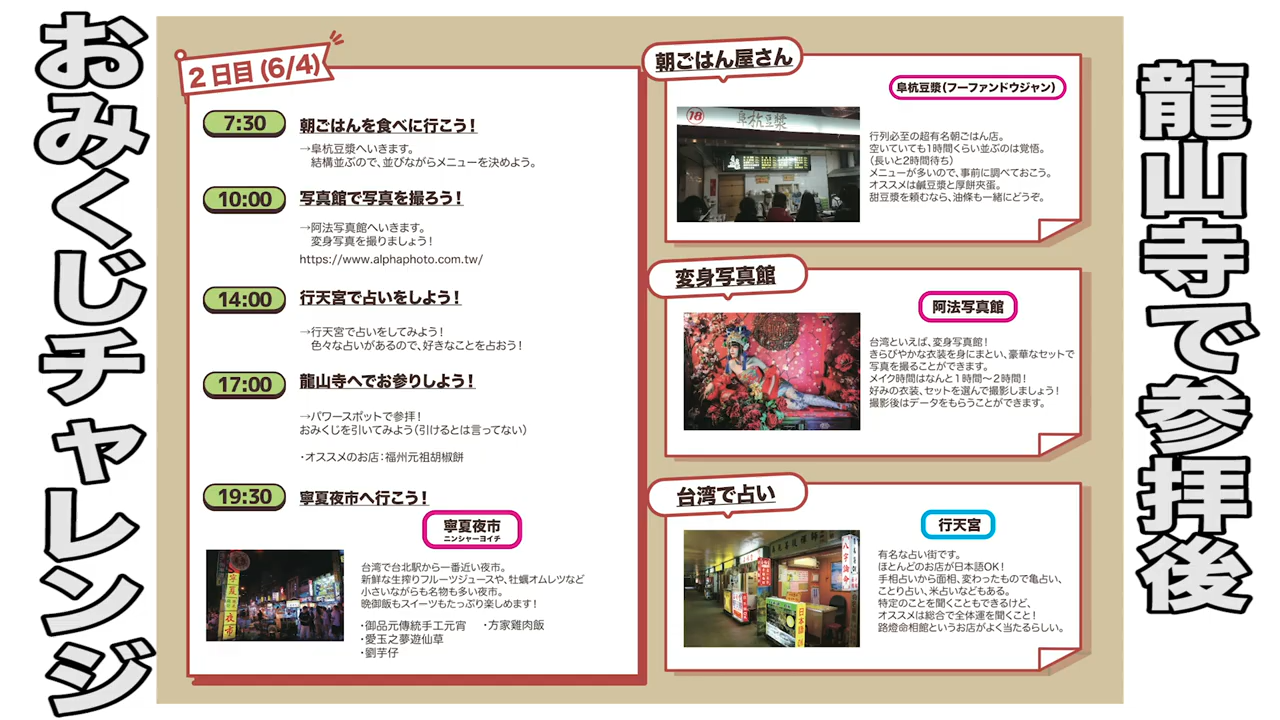 おみくじチャレンジ
龍山寺で参拝後
2日目(6/4)
7:30
朝ごはんを食べに行こう!
→阜杭豆漿へいきます。
結構並ぶので、並びながらメニューを決めよう。
10:00
写真館で写真を撮ろう!
→阿法写真館へいきます。
変身写真を撮りましょう!
https://www.alphaphoto.com.tw/
14:00
行天宮で占いをしよう!
→行天宮で占いをしてみよう!
色々な占いがあるので、好きなことを占おう!
17:00
龍山寺へでお参りしよう!
→パワースポットで参拝!
おみくじを引いてみよう(引けるとは言ってない)
・オススメのお店:福州元祖胡椒餅
19:30
寧夏夜市へ行こう!
寧夏夜市
ニンシャーヨイチ
寧夏夜市
台湾で台北駅から一番近い夜市。
新鮮な生搾りフルーツジュースや、牡蠣オムレツなど
小さいながらも名物も多い夜市。
晩御飯もスイーツもたっぷり楽しめます!
・御品元傳統手工元宵 ・方家雞肉飯
・愛玉之夢遊仙草
・劉芋仔
朝ごはん屋さん
阜杭豆漿(フーファンドウジャン)
18
阜杭豆漿
行列必至の超有名朝ごはん店。
空いていても1時間くらい並ぶのは覚悟。
(長いと2時間待ち)
メニューが多いので、事前に調べておこう。
オススメは鹹豆漿と厚餅夾蛋。
甜豆漿を頼むなら、油條も一緒にどうぞ。
変身写真館
阿法写真館
台湾といえば、変身写真館!
きらびやかな衣装を身にまとい、豪華なセットで
写真を撮ることができます。
メイク時間はなんと1時間〜2時間!
好みの衣装、セットを選んで撮影しましょう!
撮影後はデータをもらうことができます。
台湾で占い
行天宮
八字論命
日本語
有名な占い街です。
ほとんどのお店が日本語OK!
手相占いから面相、変わったもので亀占い、
ことり占い、米占いなどもある。
特定のことを聞くこともできるけど、
オススメは総合で全体運を聞くこと!
路燈命相館というお店がよく当たるらしい。